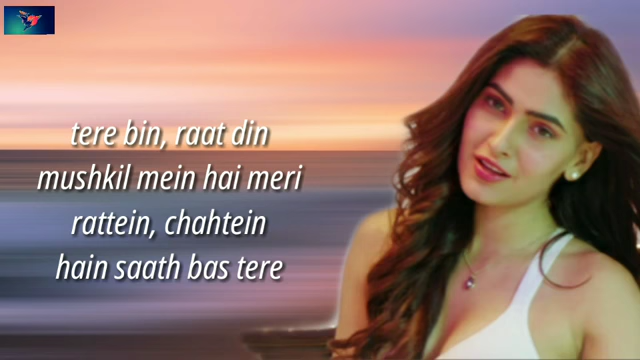 tere bin, raat din
mushkil mein hai meri
rattein, chahtein
hain saath bas tere